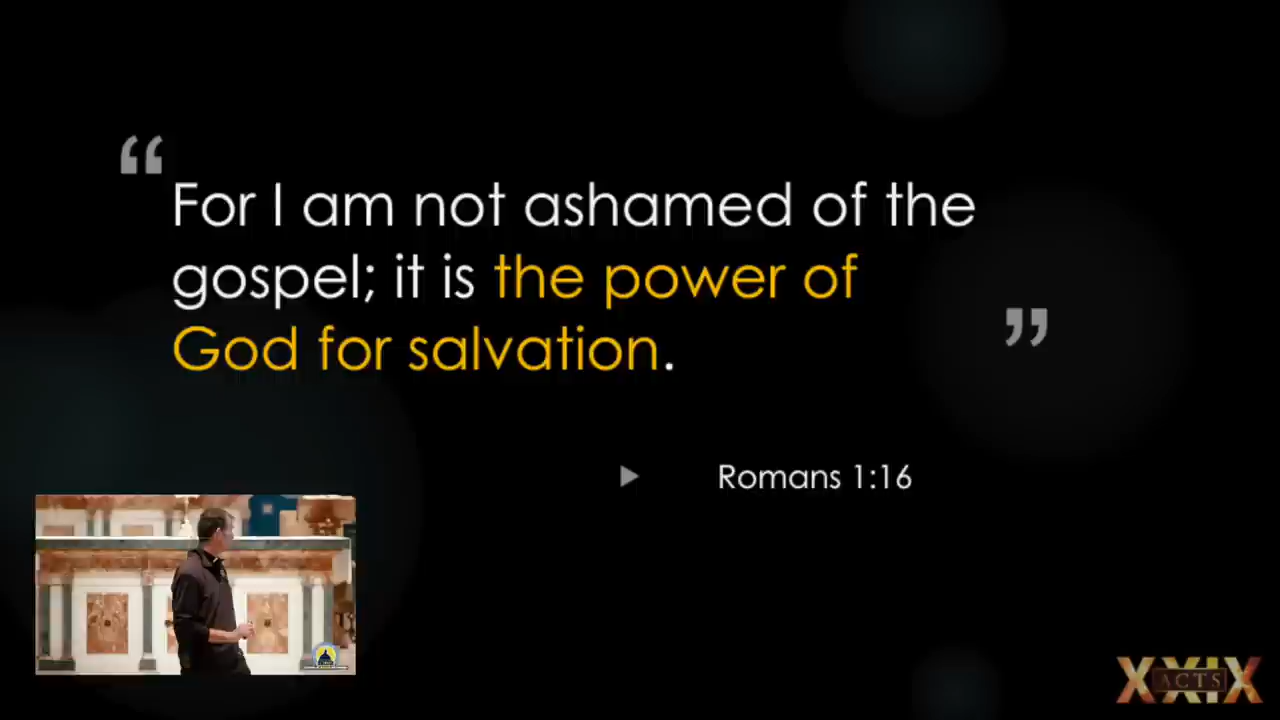 “
For I am not ashamed of the
gospel; it is the power of
God for salvation.
”
Romans 1:16
XXIX
ACTS